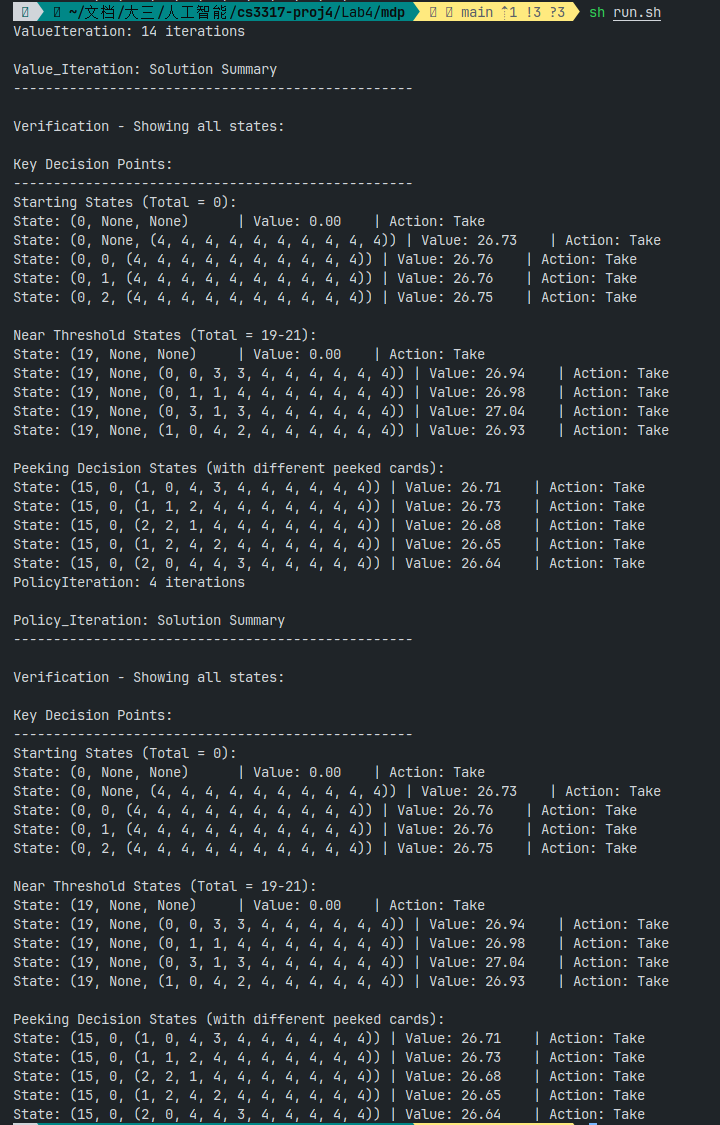 ~/文档/大三/人工智能/cs3317-proj4/Lab4/mdp main ⇡1 !3 ?3 sh run.sh
ValueIteration: 14 iterations
Value_Iteration: Solution Summary
--------------------------------------------------
Verification - Showing all states:
Key Decision Points:
--------------------------------------------------
Starting States (Total = 0):
State: (0, None, None) | Value: 0.00 | Action: Take
State: (0, None, (4, 4, 4, 4, 4, 4, 4, 4, 4, 4)) | Value: 26.73 | Action: Take
State: (0, 0, (4, 4, 4, 4, 4, 4, 4, 4, 4, 4)) | Value: 26.76 | Action: Take
State: (0, 1, (4, 4, 4, 4, 4, 4, 4, 4, 4, 4)) | Value: 26.76 | Action: Take
State: (0, 2, (4, 4, 4, 4, 4, 4, 4, 4, 4, 4)) | Value: 26.75 | Action: Take
Near Threshold States (Total = 19-21):
State: (19, None, None) | Value: 0.00 | Action: Take
State: (19, None, (0, 0, 3, 3, 4, 4, 4, 4, 4, 4)) | Value: 26.94 | Action: Take
State: (19, None, (0, 1, 1, 4, 4, 4, 4, 4, 4, 4)) | Value: 26.98 | Action: Take
State: (19, None, (0, 3, 1, 3, 4, 4, 4, 4, 4, 4)) | Value: 27.04 | Action: Take
State: (19, None, (1, 0, 4, 2, 4, 4, 4, 4, 4, 4)) | Value: 26.93 | Action: Take
Peeking Decision States (with different peeked cards):
State: (15, 0, (1, 0, 4, 3, 4, 4, 4, 4, 4, 4)) | Value: 26.71 | Action: Take
State: (15, 0, (1, 1, 2, 4, 4, 4, 4, 4, 4, 4)) | Value: 26.73 | Action: Take
State: (15, 0, (2, 2, 1, 4, 4, 4, 4, 4, 4, 4)) | Value: 26.68 | Action: Take
State: (15, 0, (1, 2, 4, 2, 4, 4, 4, 4, 4, 4)) | Value: 26.65 | Action: Take
State: (15, 0, (2, 0, 4, 4, 3, 4, 4, 4, 4, 4)) | Value: 26.64 | Action: Take
PolicyIteration: 4 iterations
Policy_Iteration: Solution Summary
--------------------------------------------------
Verification - Showing all states:
Key Decision Points:
--------------------------------------------------
Starting States (Total = 0):
State: (0, None, None) | Value: 0.00 | Action: Take
State: (0, None, (4, 4, 4, 4, 4, 4, 4, 4, 4, 4)) | Value: 26.73 | Action: Take
State: (0, 0, (4, 4, 4, 4, 4, 4, 4, 4, 4, 4)) | Value: 26.76 | Action: Take
State: (0, 1, (4, 4, 4, 4, 4, 4, 4, 4, 4, 4)) | Value: 26.76 | Action: Take
State: (0, 2, (4, 4, 4, 4, 4, 4, 4, 4, 4, 4)) | Value: 26.75 | Action: Take
Near Threshold States (Total = 19-21):
State: (19, None, None) | Value: 0.00 | Action: Take
State: (19, None, (0, 0, 3, 3, 4, 4, 4, 4, 4, 4)) | Value: 26.94 | Action: Take
State: (19, None, (0, 1, 1, 4, 4, 4, 4, 4, 4, 4)) | Value: 26.98 | Action: Take
State: (19, None, (0, 3, 1, 3, 4, 4, 4, 4, 4, 4)) | Value: 27.04 | Action: Take
State: (19, None, (1, 0, 4, 2, 4, 4, 4, 4, 4, 4)) | Value: 26.93 | Action: Take
Peeking Decision States (with different peeked cards):
State: (15, 0, (1, 0, 4, 3, 4, 4, 4, 4, 4, 4)) | Value: 26.71 | Action: Take
State: (15, 0, (1, 1, 2, 4, 4, 4, 4, 4, 4, 4)) | Value: 26.73 | Action: Take
State: (15, 0, (2, 2, 1, 4, 4, 4, 4, 4, 4, 4)) | Value: 26.68 | Action: Take
State: (15, 0, (1, 2, 4, 2, 4, 4, 4, 4, 4, 4)) | Value: 26.65 | Action: Take
State: (15, 0, (2, 0, 4, 4, 3, 4, 4, 4, 4, 4)) | Value: 26.64 | Action: Take